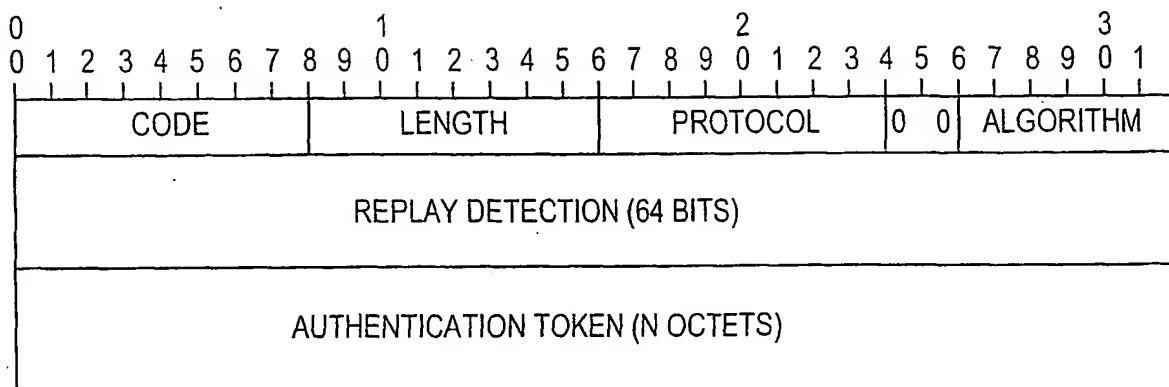 0 1 2 3
0 1 2 3 4 5 6 7 8 9 0 1 2 3 4 5 6 7 8 9 0 1 2 3 4 5 6 7 8 9 0 1
CODE LENGTH PROTOCOL 0 0 ALGORITHM
REPLAY DETECTION (64 BITS)
AUTHENTICATION TOKEN (N OCTETS)